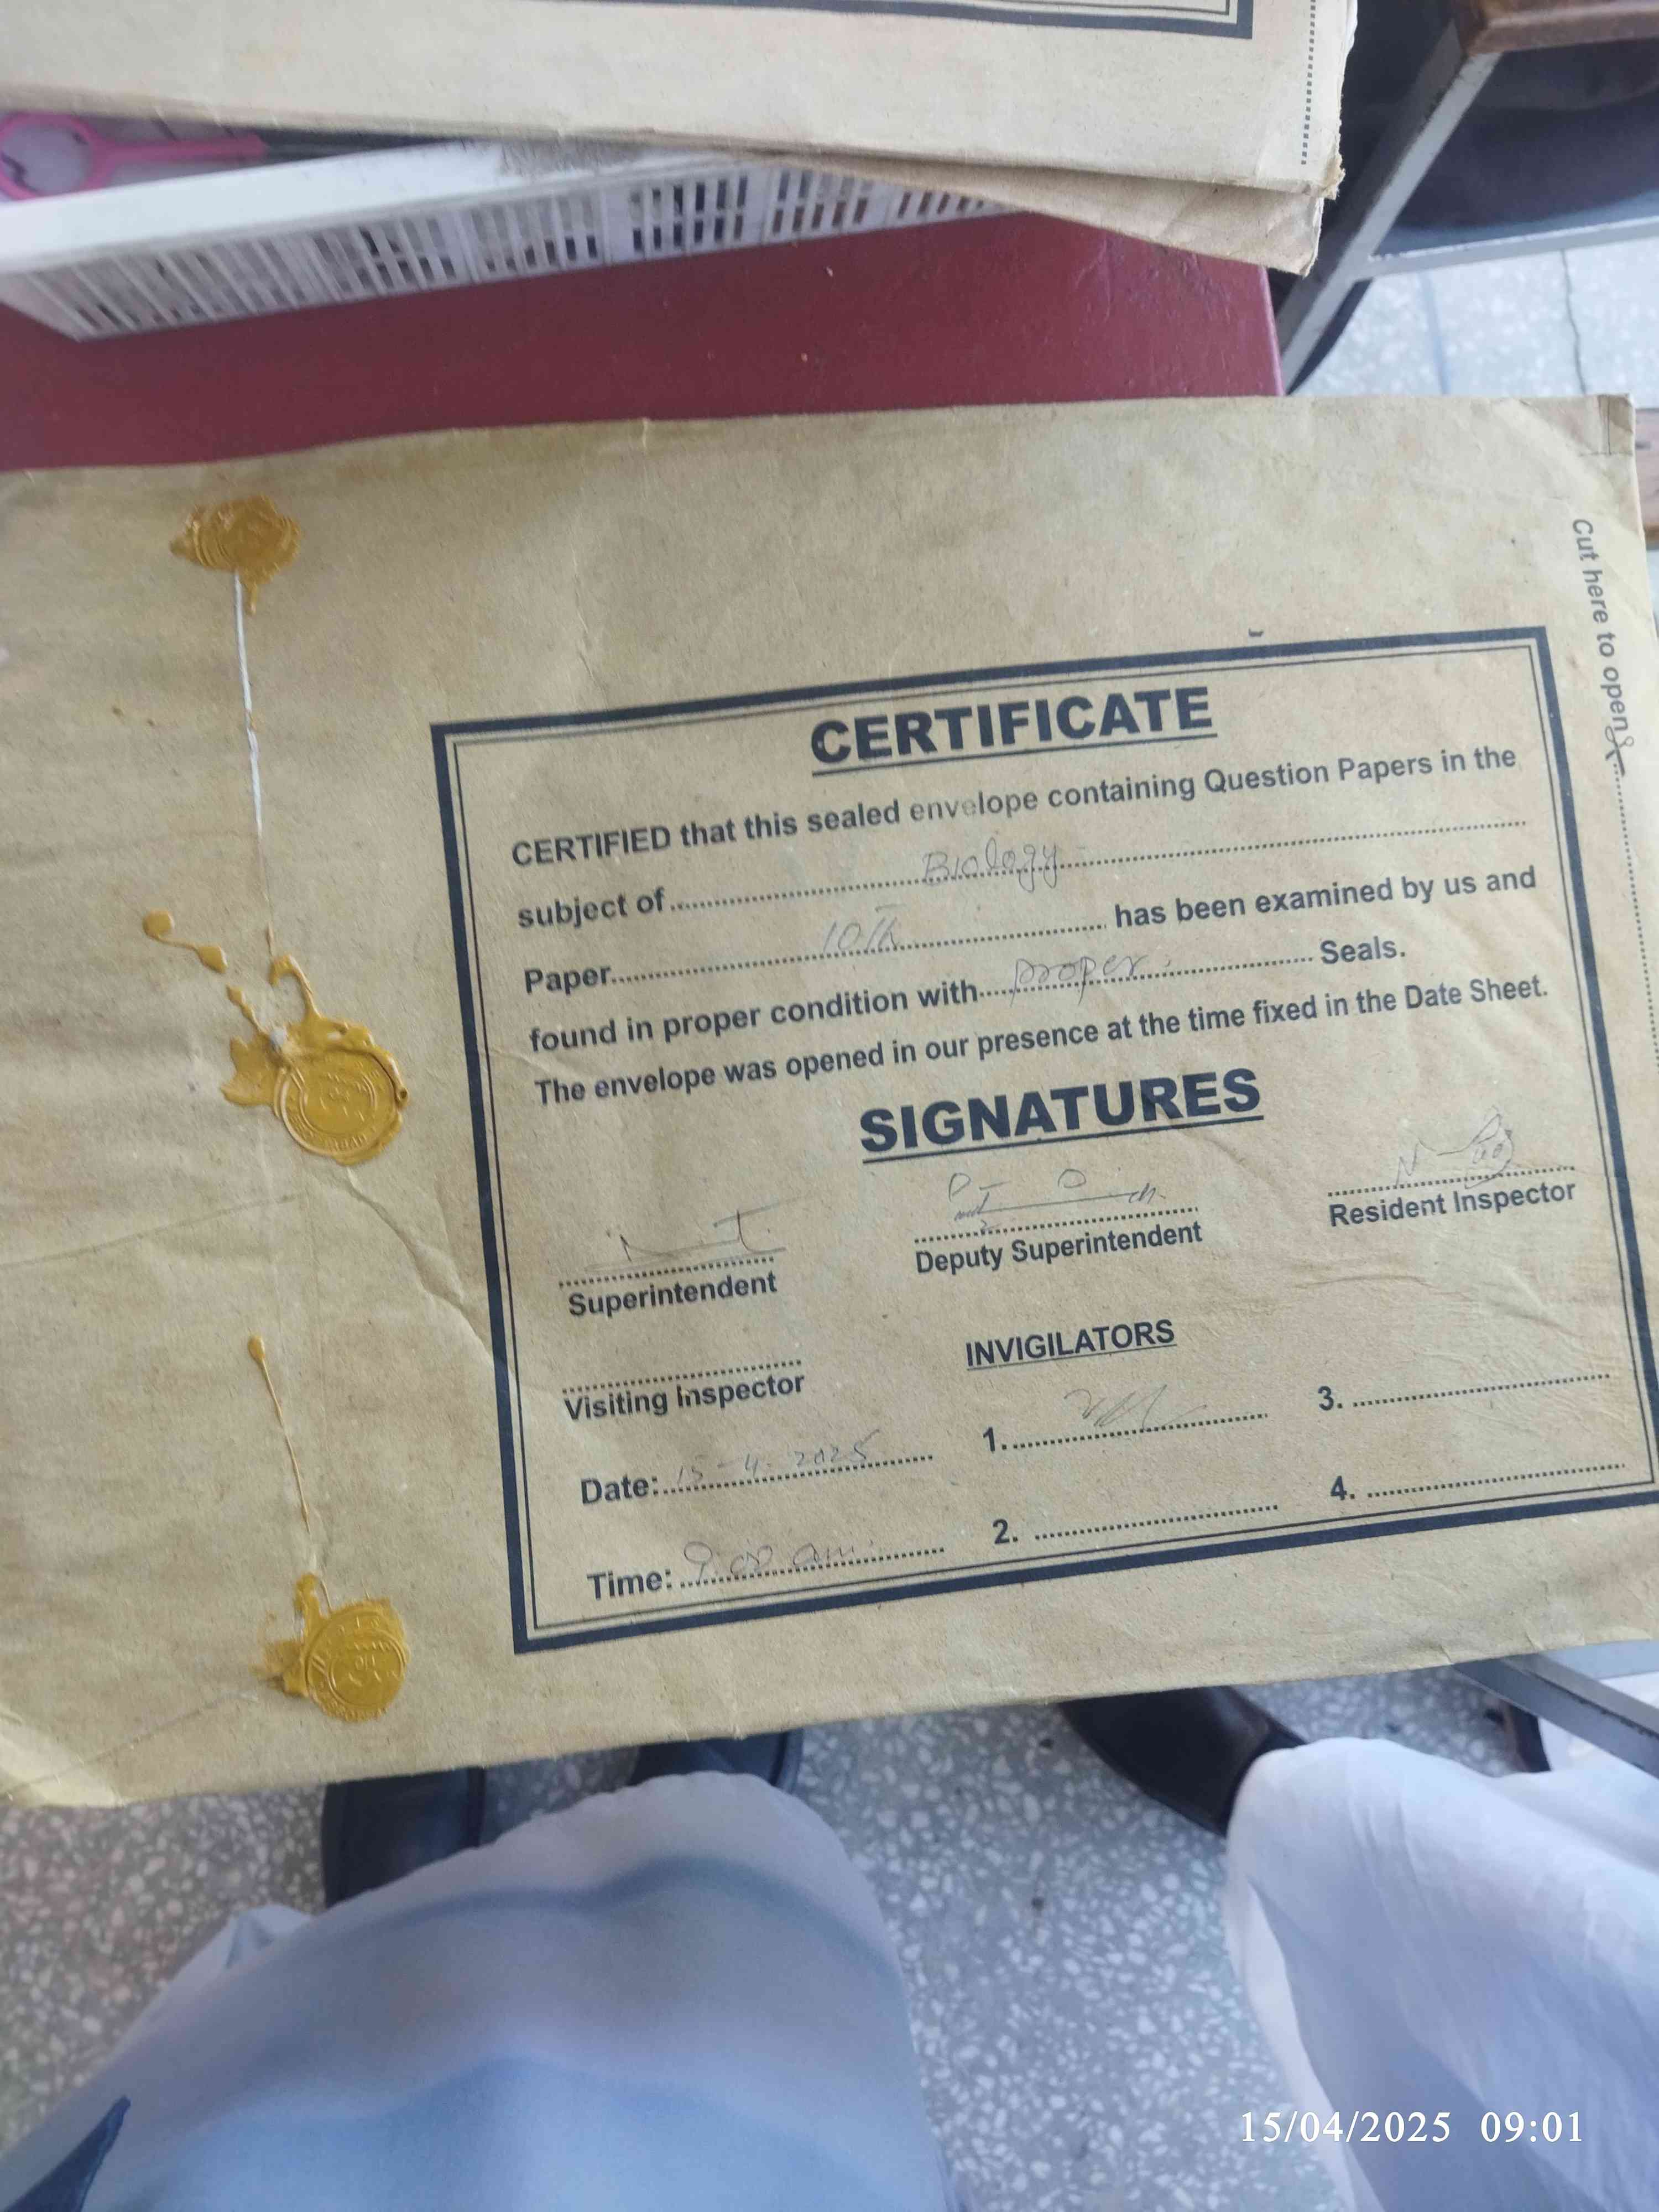 Cut here to open
CERTIFICATE
CERTIFIED that this sealed envelope containing Question Papers in the
subject of Biology
Paper 10Th has been examined by us and
found in proper condition with proper Seals.
The envelope was opened in our presence at the time fixed in the Date Sheet.
SIGNATURES
Superintendent
Deputy Superintendent
Resident Inspector
Visiting Inspector
INVIGILATORS
Date: 15-4-2025
1.
3.
Time: 9:00 am.
2.
4.
15/04/2025 09:01